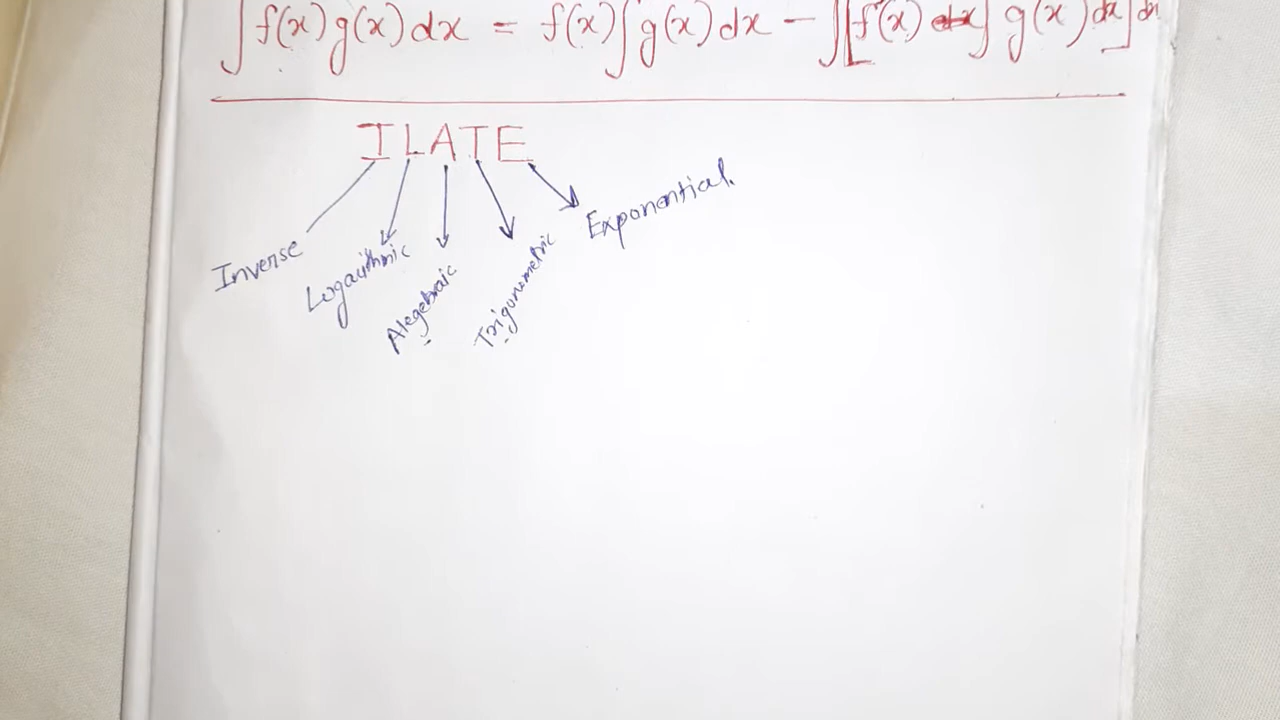 ∫f(x)g(x)dx = f(x)∫g(x)dx − ∫[f'(x)∫g(x)dx]dx
ILATE
Inverse
Logarithmic
Alegebraic
Trigonometric
Exponential.